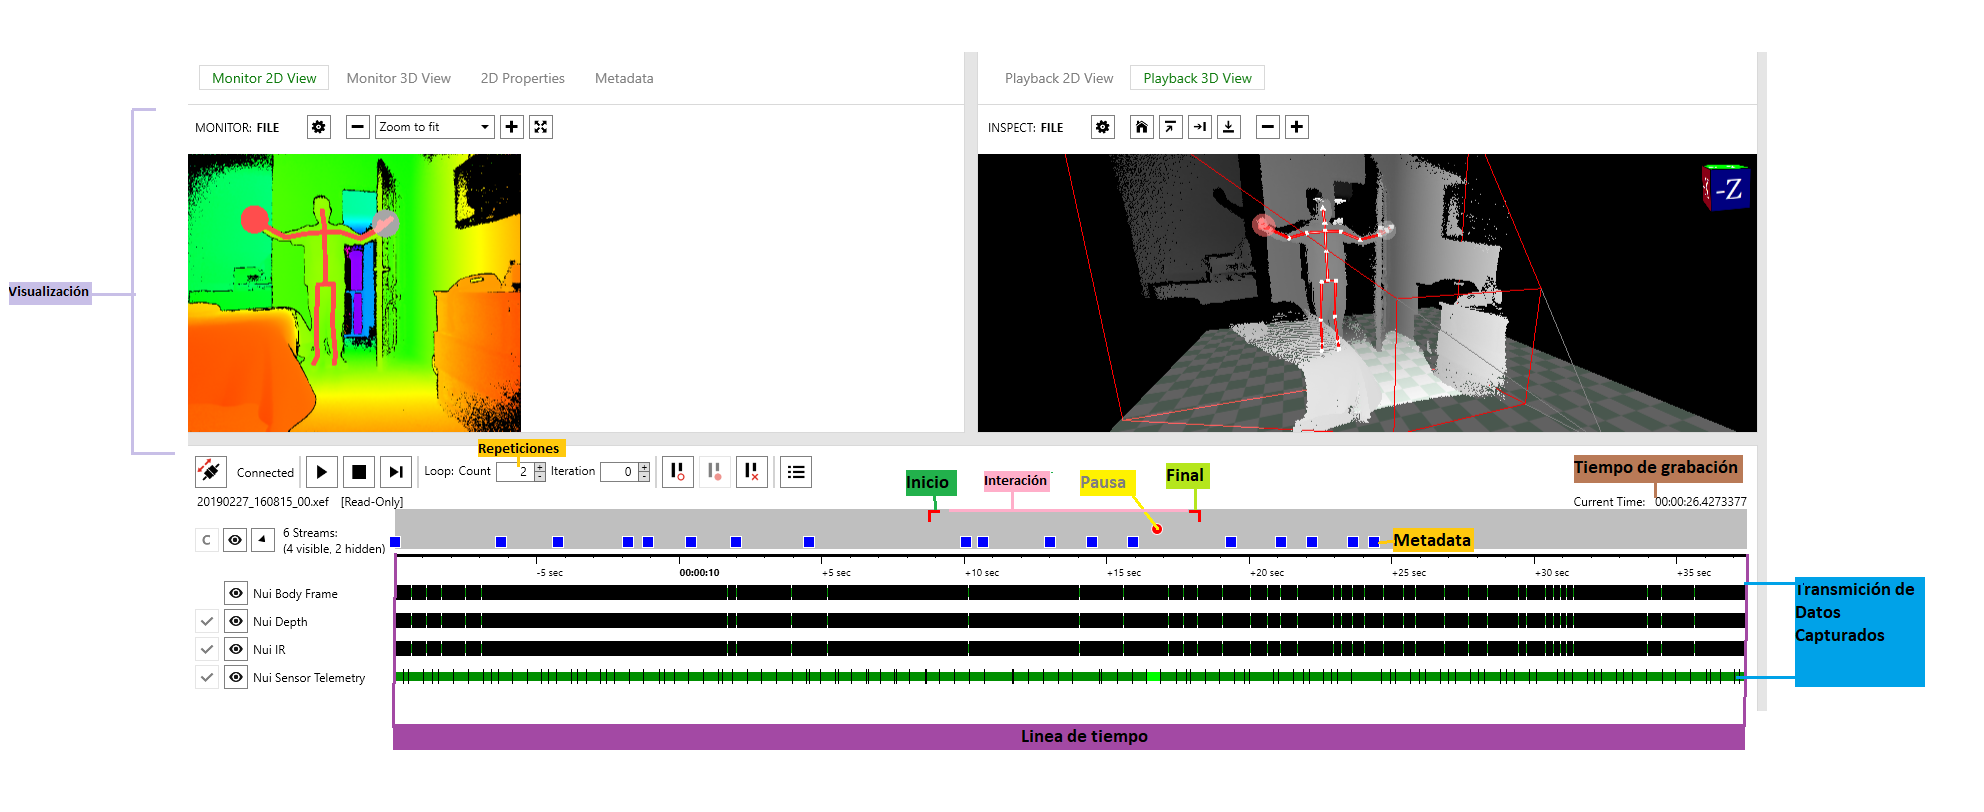 Monitor 2D View Monitor 3D View 2D Properties Metadata
Playback 2D View Playback 3D View
MONITOR: FILE Zoom to fit
INSPECT: FILE
-Z
Visualización
Repeticiones
Connected Loop: Count 2 Iteration 0
Inicio Interación Pausa Final
Tiempo de grabación
20190227_160815_00.xef [Read-Only]
Current Time: 00:00:26.4273377
C 6 Streams:
(4 visible, 2 hidden)
Metadata
-5 sec 00:00:10 +5 sec +10 sec +15 sec +20 sec +25 sec +30 sec +35 sec
Nui Body Frame
Nui Depth
Nui IR
Nui Sensor Telemetry
Transmición de
Datos
Capturados
Linea de tiempo